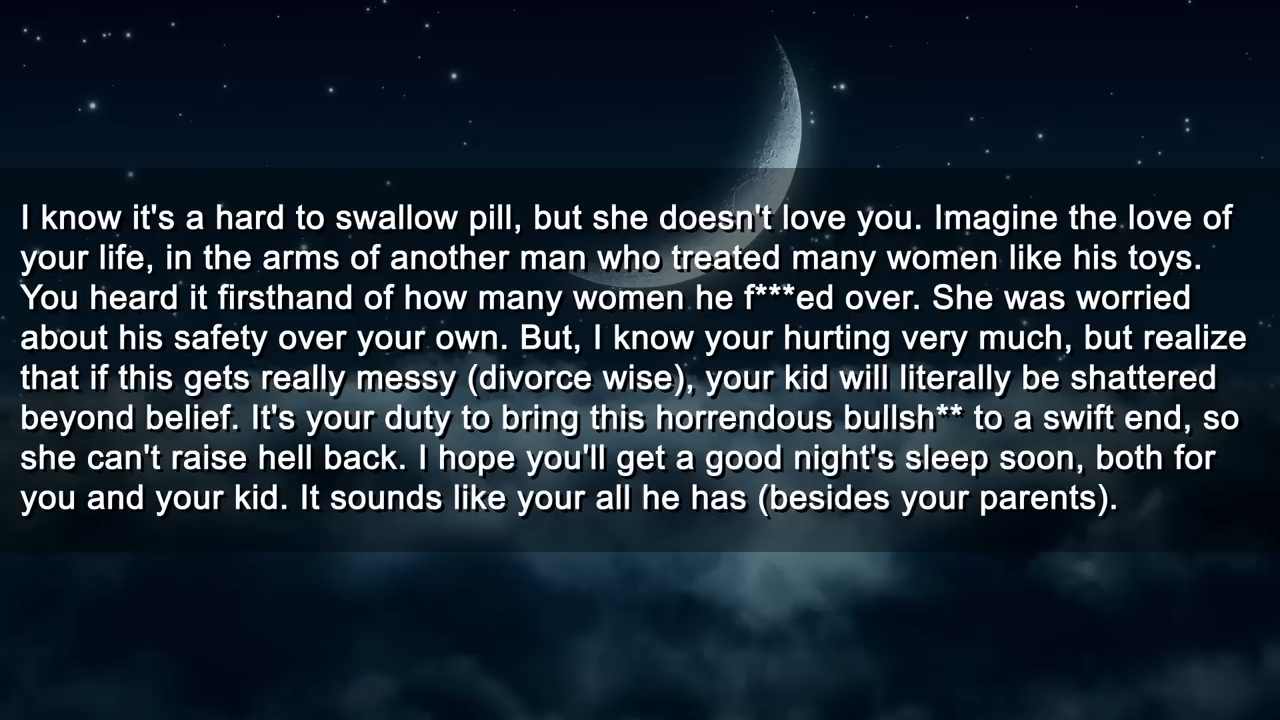 I know it's a hard to swallow pill, but she doesn't love you. Imagine the love of
your life, in the arms of another man who treated many women like his toys.
You heard it firsthand of how many women he f***ed over. She was worried
about his safety over your own. But, I know your hurting very much, but realize
that if this gets really messy (divorce wise), your kid will literally be shattered
beyond belief. It's your duty to bring this horrendous bullsh** to a swift end, so
she can't raise hell back. I hope you'll get a good night's sleep soon, both for
you and your kid. It sounds like your all he has (besides your parents).